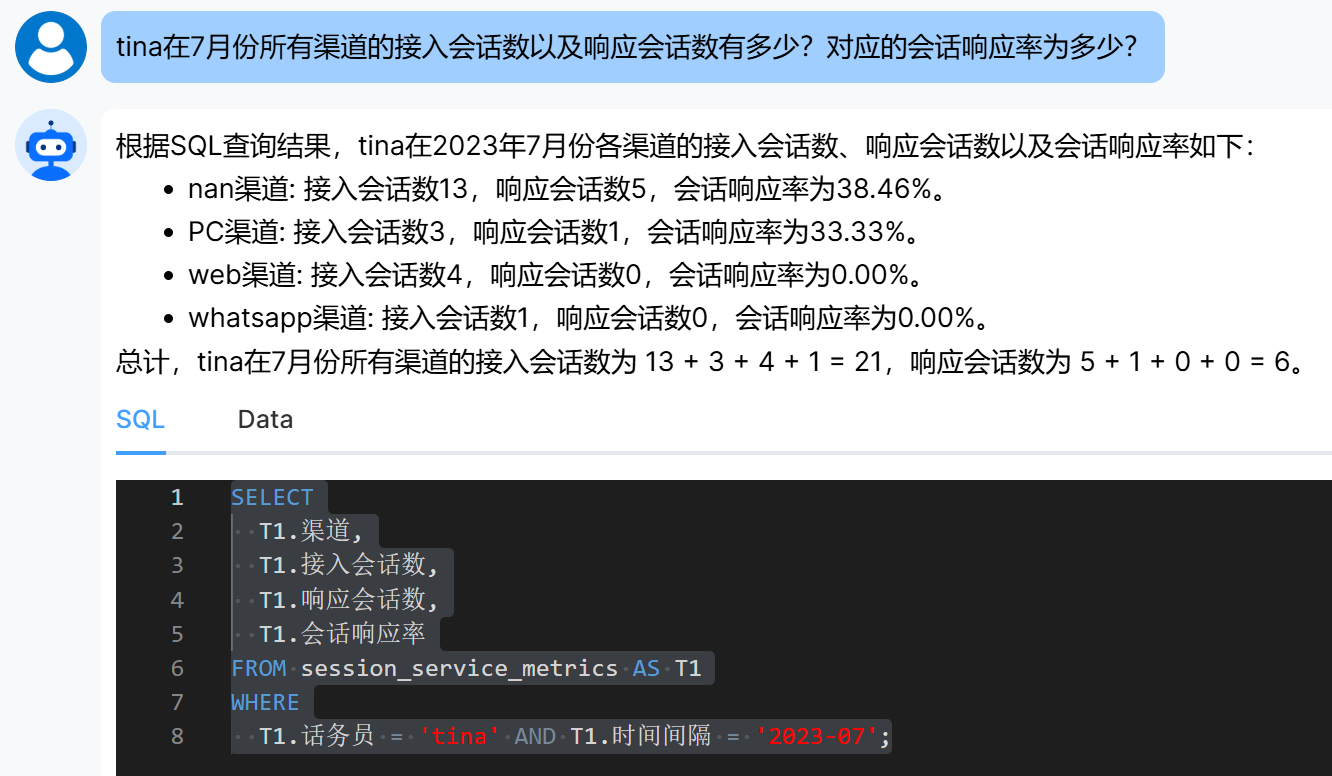 tina在7月份所有渠道的接入会话数以及响应会话数有多少？对应的会话响应率为多少？
根据SQL查询结果，tina在2023年7月份各渠道的接入会话数、响应会话数以及会话响应率如下：
• nan渠道: 接入会话数13，响应会话数5，会话响应率为38.46%。
• PC渠道: 接入会话数3，响应会话数1，会话响应率为33.33%。
• web渠道: 接入会话数4，响应会话数0，会话响应率为0.00%。
• whatsapp渠道: 接入会话数1，响应会话数0，会话响应率为0.00%。
总计，tina在7月份所有渠道的接入会话数为 13 + 3 + 4 + 1 = 21，响应会话数为 5 + 1 + 0 + 0 = 6。
SQL Data
1 SELECT
2 T1.渠道,
3 T1.接入会话数,
4 T1.响应会话数,
5 T1.会话响应率
6 FROM session_service_metrics AS T1
7 WHERE
8 T1.话务员 = 'tina' AND T1.时间间隔 = '2023-07';